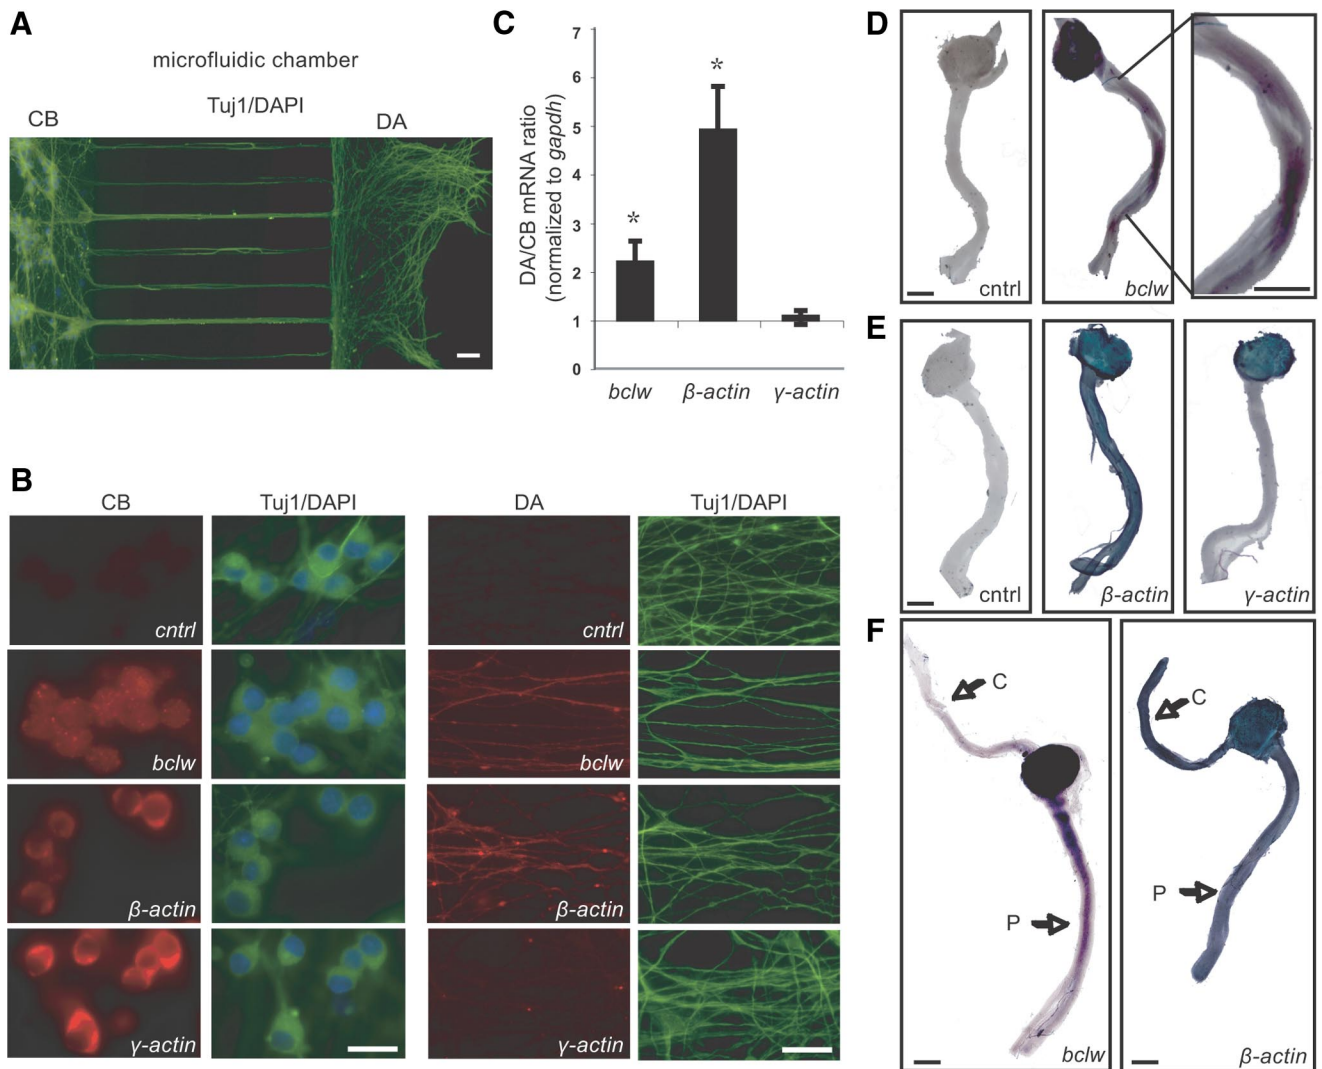 A
microfluidic chamber
Tuj1/DAPI
CB
DA
B
CB
Tuj1/DAPI
DA
Tuj1/DAPI
cntrl
cntrl
bclw
bclw
β-actin
β-actin
γ-actin
γ-actin
C
DA/CB mRNA ratio
(normalized to gapdh)
7
6
5
4
3
2
1
0
*
*
bclw
β-actin
γ-actin
D
cntrl
bclw
E
cntrl
β-actin
γ-actin
F
C
P
bclw
C
P
β-actin